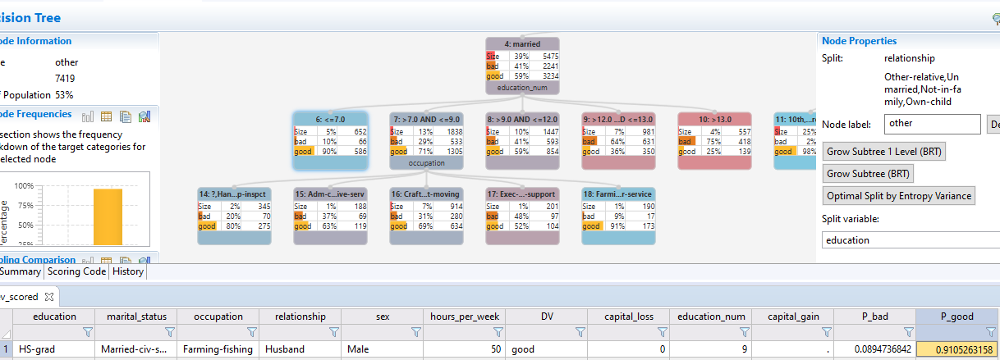 cision Tree
ode Information
e other
7419
f Population 53%
ode Frequencies
section shows the frequency
kdown of the target categories for
elected node
100%
75%
50%
25%
ercentage
pling Comparison
Summary Scoring Code History
4: married
Size 39% 5475
bad 41% 2241
good 59% 3234
education_num
6: <=7.0
Size 5% 652
bad 10% 66
good 90% 586
7: >7.0 AND <=9.0
Size 13% 1838
bad 29% 533
good 71% 1305
occupation
8: >9.0 AND <=12.0
Size 10% 1447
bad 41% 593
good 59% 854
9: >12.0 ...D <=13.0
Size 7% 981
bad 64% 631
good 36% 350
10: >13.0
Size 4% 557
bad 75% 418
good 25% 139
11: 10th,...r
Size 25%
bad 2%
good 98%
14: ?,Han...p-inspct
Size 2% 345
bad 20% 70
good 80% 275
15: Adm-c...ive-serv
Size 1% 188
bad 37% 69
good 63% 119
16: Craft...t-moving
Size 7% 914
bad 31% 280
good 69% 634
17: Exec-...-support
Size 1% 201
bad 48% 97
good 52% 104
18: Farmi...r-service
Size 1% 190
bad 9% 17
good 91% 173
Node Properties
Split: relationship
Other-relative,Un
married,Not-in-fa
mily,Own-child
Node label: other De
Grow Subtree 1 Level (BRT)
Grow Subtree (BRT)
Optimal Split by Entropy Variance
Split variable:
education
v_scored
education marital_status occupation relationship sex hours_per_week DV capital_loss education_num capital_gain P_bad P_good
1 HS-grad Married-civ-s... Farming-fishing Husband Male 50 good 0 9 . 0.0894736842 0.9105263158